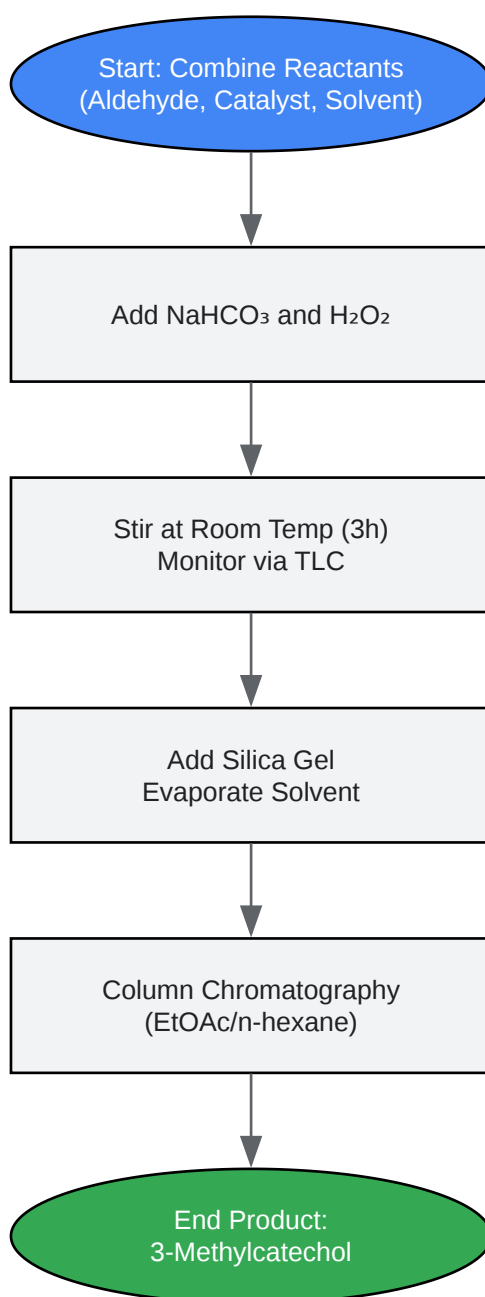 Start: Combine Reactants
(Aldehyde, Catalyst, Solvent)
Add NaHCO₃ and H₂O₂
Stir at Room Temp (3h)
Monitor via TLC
Add Silica Gel
Evaporate Solvent
Column Chromatography
(EtOAc/n-hexane)
End Product:
3-Methylcatechol